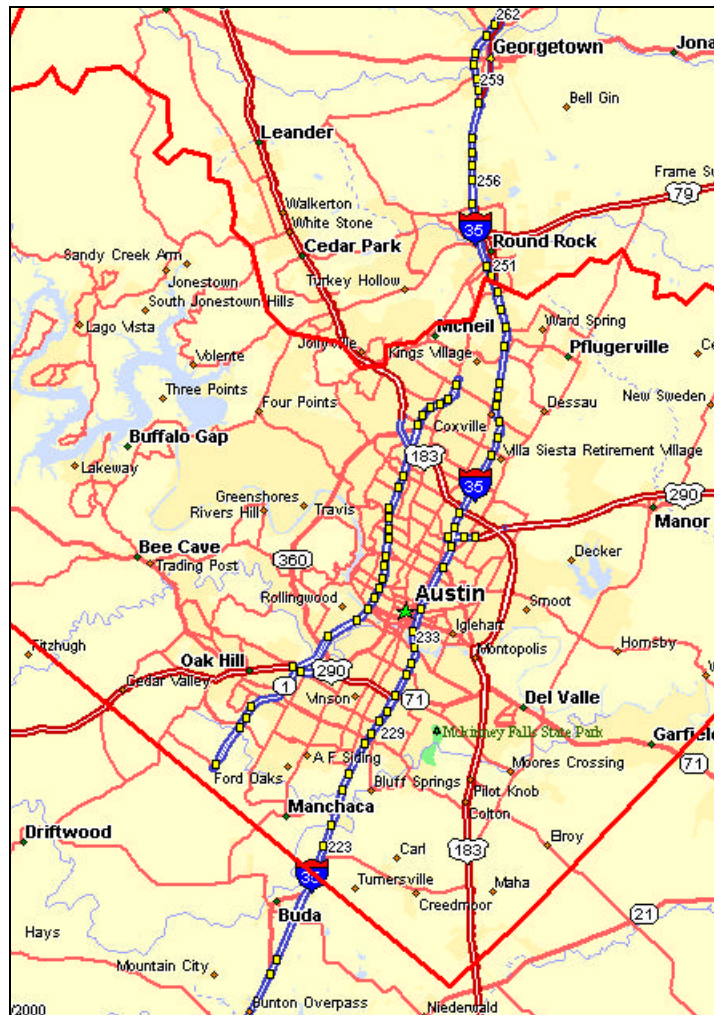 262
Georgetown
Jona
259
Bell Gin
Leander
256
Frame Su
79
Walkerton
White Stone
35
Round Rock
Cedar Park
251
Sandy Creek Arm
Jonestown
Turkey Hollow
South Jonestown Hills
Lago Vista
Mcneil
Ward Spring
Jollyville
Kings Village
Pflugerville
Ce
Volente
Three Points
Four Points
Dessau
New Sweden
Coxville
Buffalo Gap
183
Villa Siesta Retirement Village
Lakeway
35
290
Greenshores
Rivers Hill
Travis
Manor
Bee Cave
Trading Post
360
Decker
Rollingwood
Austin
Smoot
233
Iglehart
Fitzhugh
Montopolis
Hornsby
Oak Hill
290
W
Cedar Valley
1
Vinson
71
Del Valle
229
Mckinney Falls State Park
Garfield
71
A F Siding
Ford Oaks
Bluff Springs
Moores Crossing
Pilot Knob
Manchaca
Colton
Driftwood
223
Carl
183
Elroy
35
Turnersville
Maha
Creedmoor
Buda
21
Hays
Mountain City
/2000
Bunton Overpass
Niederwald